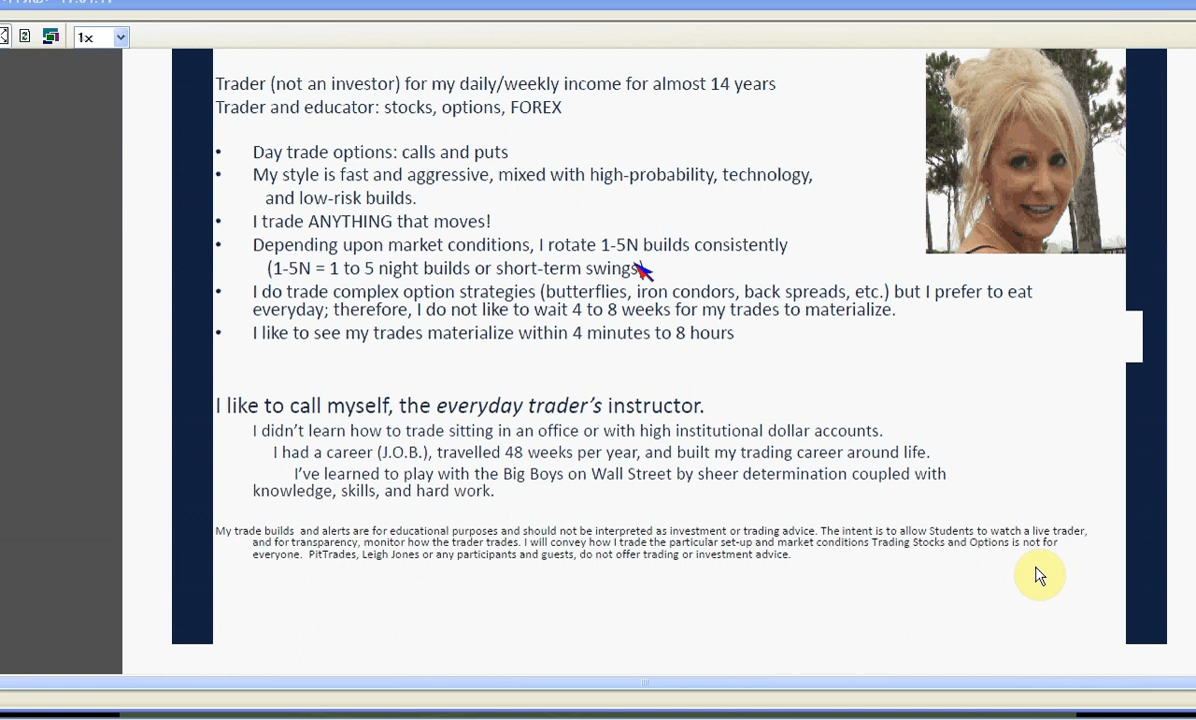 1x
Trader (not an investor) for my daily/weekly income for almost 14 years
Trader and educator: stocks, options, FOREX
• Day trade options: calls and puts
• My style is fast and aggressive, mixed with high-probability, technology,
and low-risk builds.
• I trade ANYTHING that moves!
• Depending upon market conditions, I rotate 1-5N builds consistently
(1-5N = 1 to 5 night builds or short-term swings)
• I do trade complex option strategies (butterflies, iron condors, back spreads, etc.) but I prefer to eat
everyday; therefore, I do not like to wait 4 to 8 weeks for my trades to materialize.
• I like to see my trades materialize within 4 minutes to 8 hours
I like to call myself, the everyday trader's instructor.
I didn't learn how to trade sitting in an office or with high institutional dollar accounts.
I had a career (J.O.B.), travelled 48 weeks per year, and built my trading career around life.
I've learned to play with the Big Boys on Wall Street by sheer determination coupled with
knowledge, skills, and hard work.
My trade builds and alerts are for educational purposes and should not be interpreted as investment or trading advice. The intent is to allow Students to watch a live trader,
and for transparency, monitor how the trader trades. I will convey how I trade the particular set-up and market conditions Trading Stocks and Options is not for
everyone. PitTrades, Leigh Jones or any participants and guests, do not offer trading or investment advice.